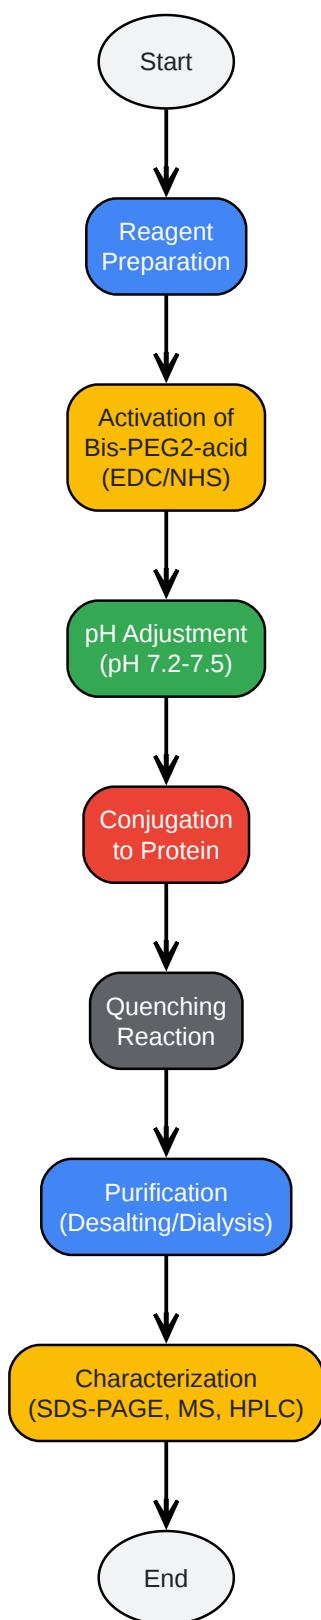 Start
Reagent
Preparation
Activation of
Bis-PEG2-acid
(EDC/NHS)
pH Adjustment
(pH 7.2-7.5)
Conjugation
to Protein
Quenching
Reaction
Purification
(Desalting/Dialysis)
Characterization
(SDS-PAGE, MS, HPLC)
End